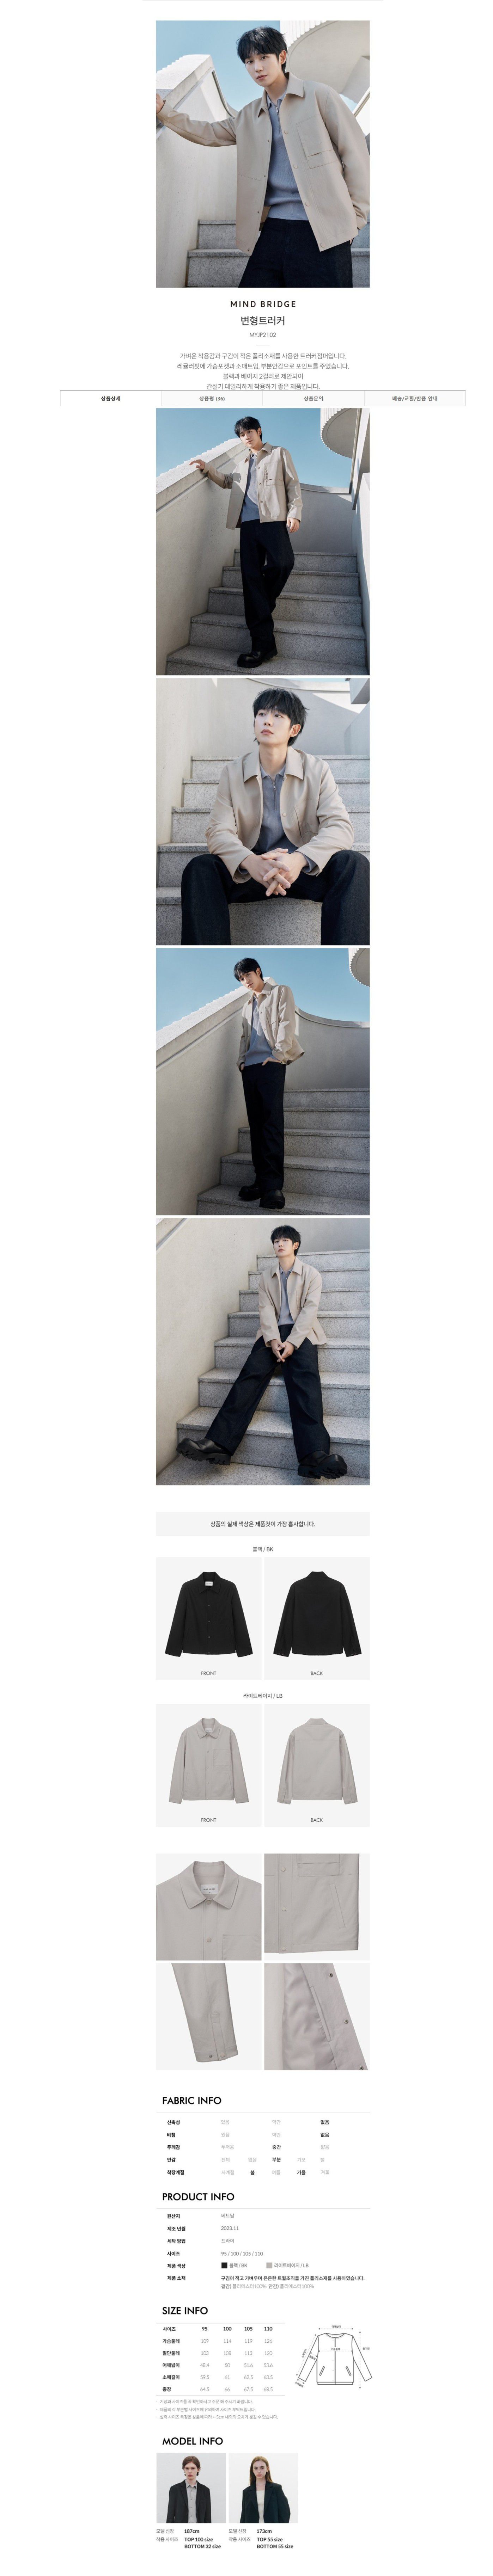 MIND BRIDGE
변형트러커
MYJP2102
가벼운 착용감과 구김이 적은 폴리소재를 사용한 트러커점퍼입니다.
레귤러핏에 가슴포켓과 소매트임, 부분안감으로 포인트를 주었습니다.
블랙과 베이지 2컬러로 제안되어
간절기 데일리하게 착용하기 좋은 제품입니다.
상품상세
상품평 (36)
상품문의
배송/교환/반품 안내
상품의 실제 색상은 제품컷이 가장 흡사합니다.
블랙 / BK
FRONT
BACK
라이트베이지 / LB
FRONT
BACK
FABRIC INFO
신축성 있음 약간 없음
비침 있음 약간 없음
두께감 두꺼움 중간 얇음
안감 전체 없음 부분 기모 털
착장계절 사계절 봄 여름 가을 겨울
PRODUCT INFO
원산지 베트남
제조 년월 2023.11
세탁 방법 드라이
사이즈 95 / 100 / 105 / 110
제품 색상 블랙 / BK 라이트베이지 / LB
제품 소재 구김이 적고 가벼우며 은은한 트윌조직을 가진 폴리소재를 사용하였습니다.
겉감) 폴리에스터 100% 안감) 폴리에스터 100%
SIZE INFO
사이즈 95 100 105 110
가슴둘레 109 114 119 126
밑단둘레 103 108 113 120
어깨넓이 48.4 50 51.6 53.6
소매길이 59.5 61 62.5 63.5
총장 64.5 66 67.5 68.5
MODEL INFO
모델 신장 187cm
착용 사이즈 TOP 100 size
BOTTOM 32 size
모델 신장 173cm
착용 사이즈 TOP 55 size
BOTTOM 55 size